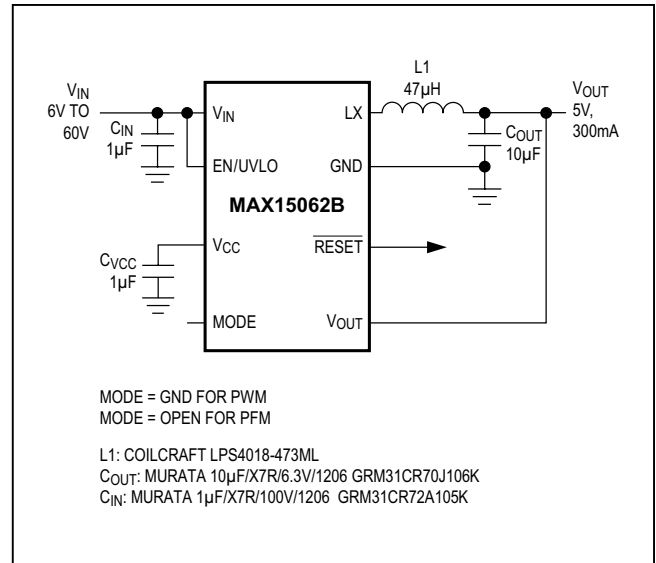 VIN
6V TO
60V
CIN
1µF
VIN
EN/UVLO
MAX15062B
VCC
CVCC
1µF
MODE
LX
GND
RESET
VOUT
L1
47µH
COUT
10µF
VOUT
5V,
300mA
MODE = GND FOR PWM
MODE = OPEN FOR PFM
L1: COILCRAFT LPS4018-473ML
COUT: MURATA 10µF/X7R/6.3V/1206 GRM31CR70J106K
CIN: MURATA 1µF/X7R/100V/1206 GRM31CR72A105K